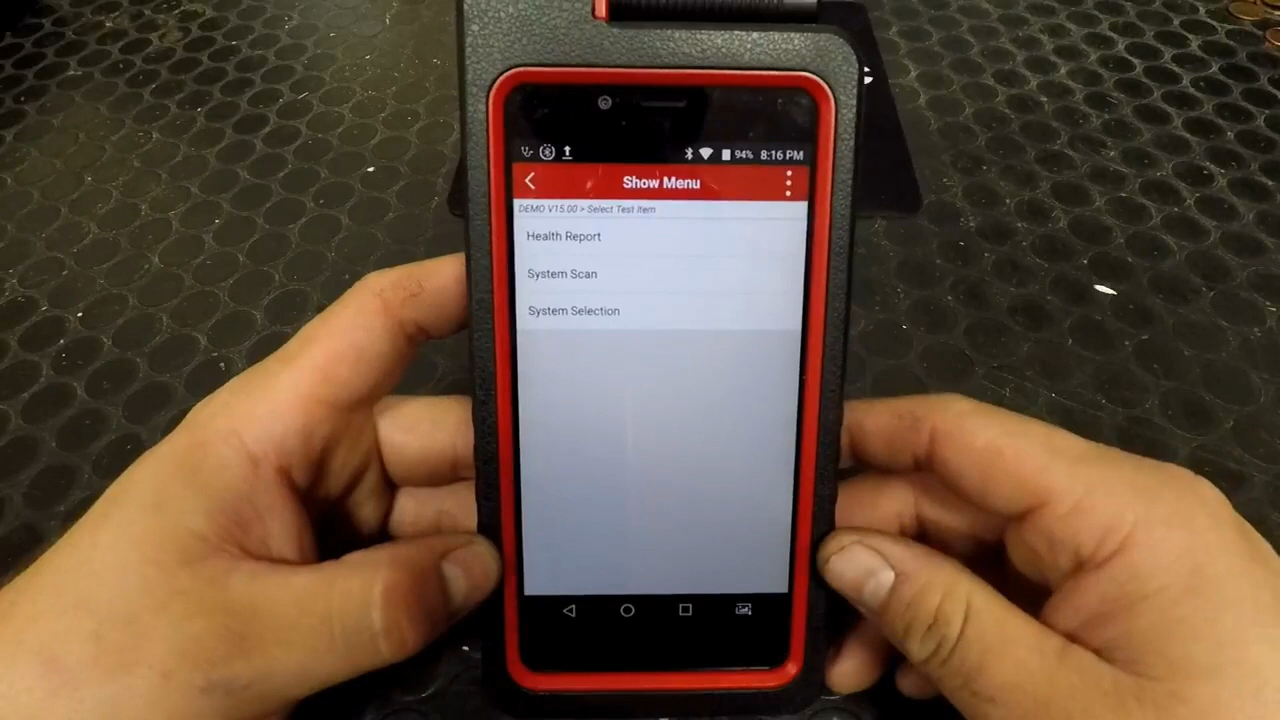 94% 8:16 PM
Show Menu
DEMO V15.00 > Select Test Item
Health Report
System Scan
System Selection